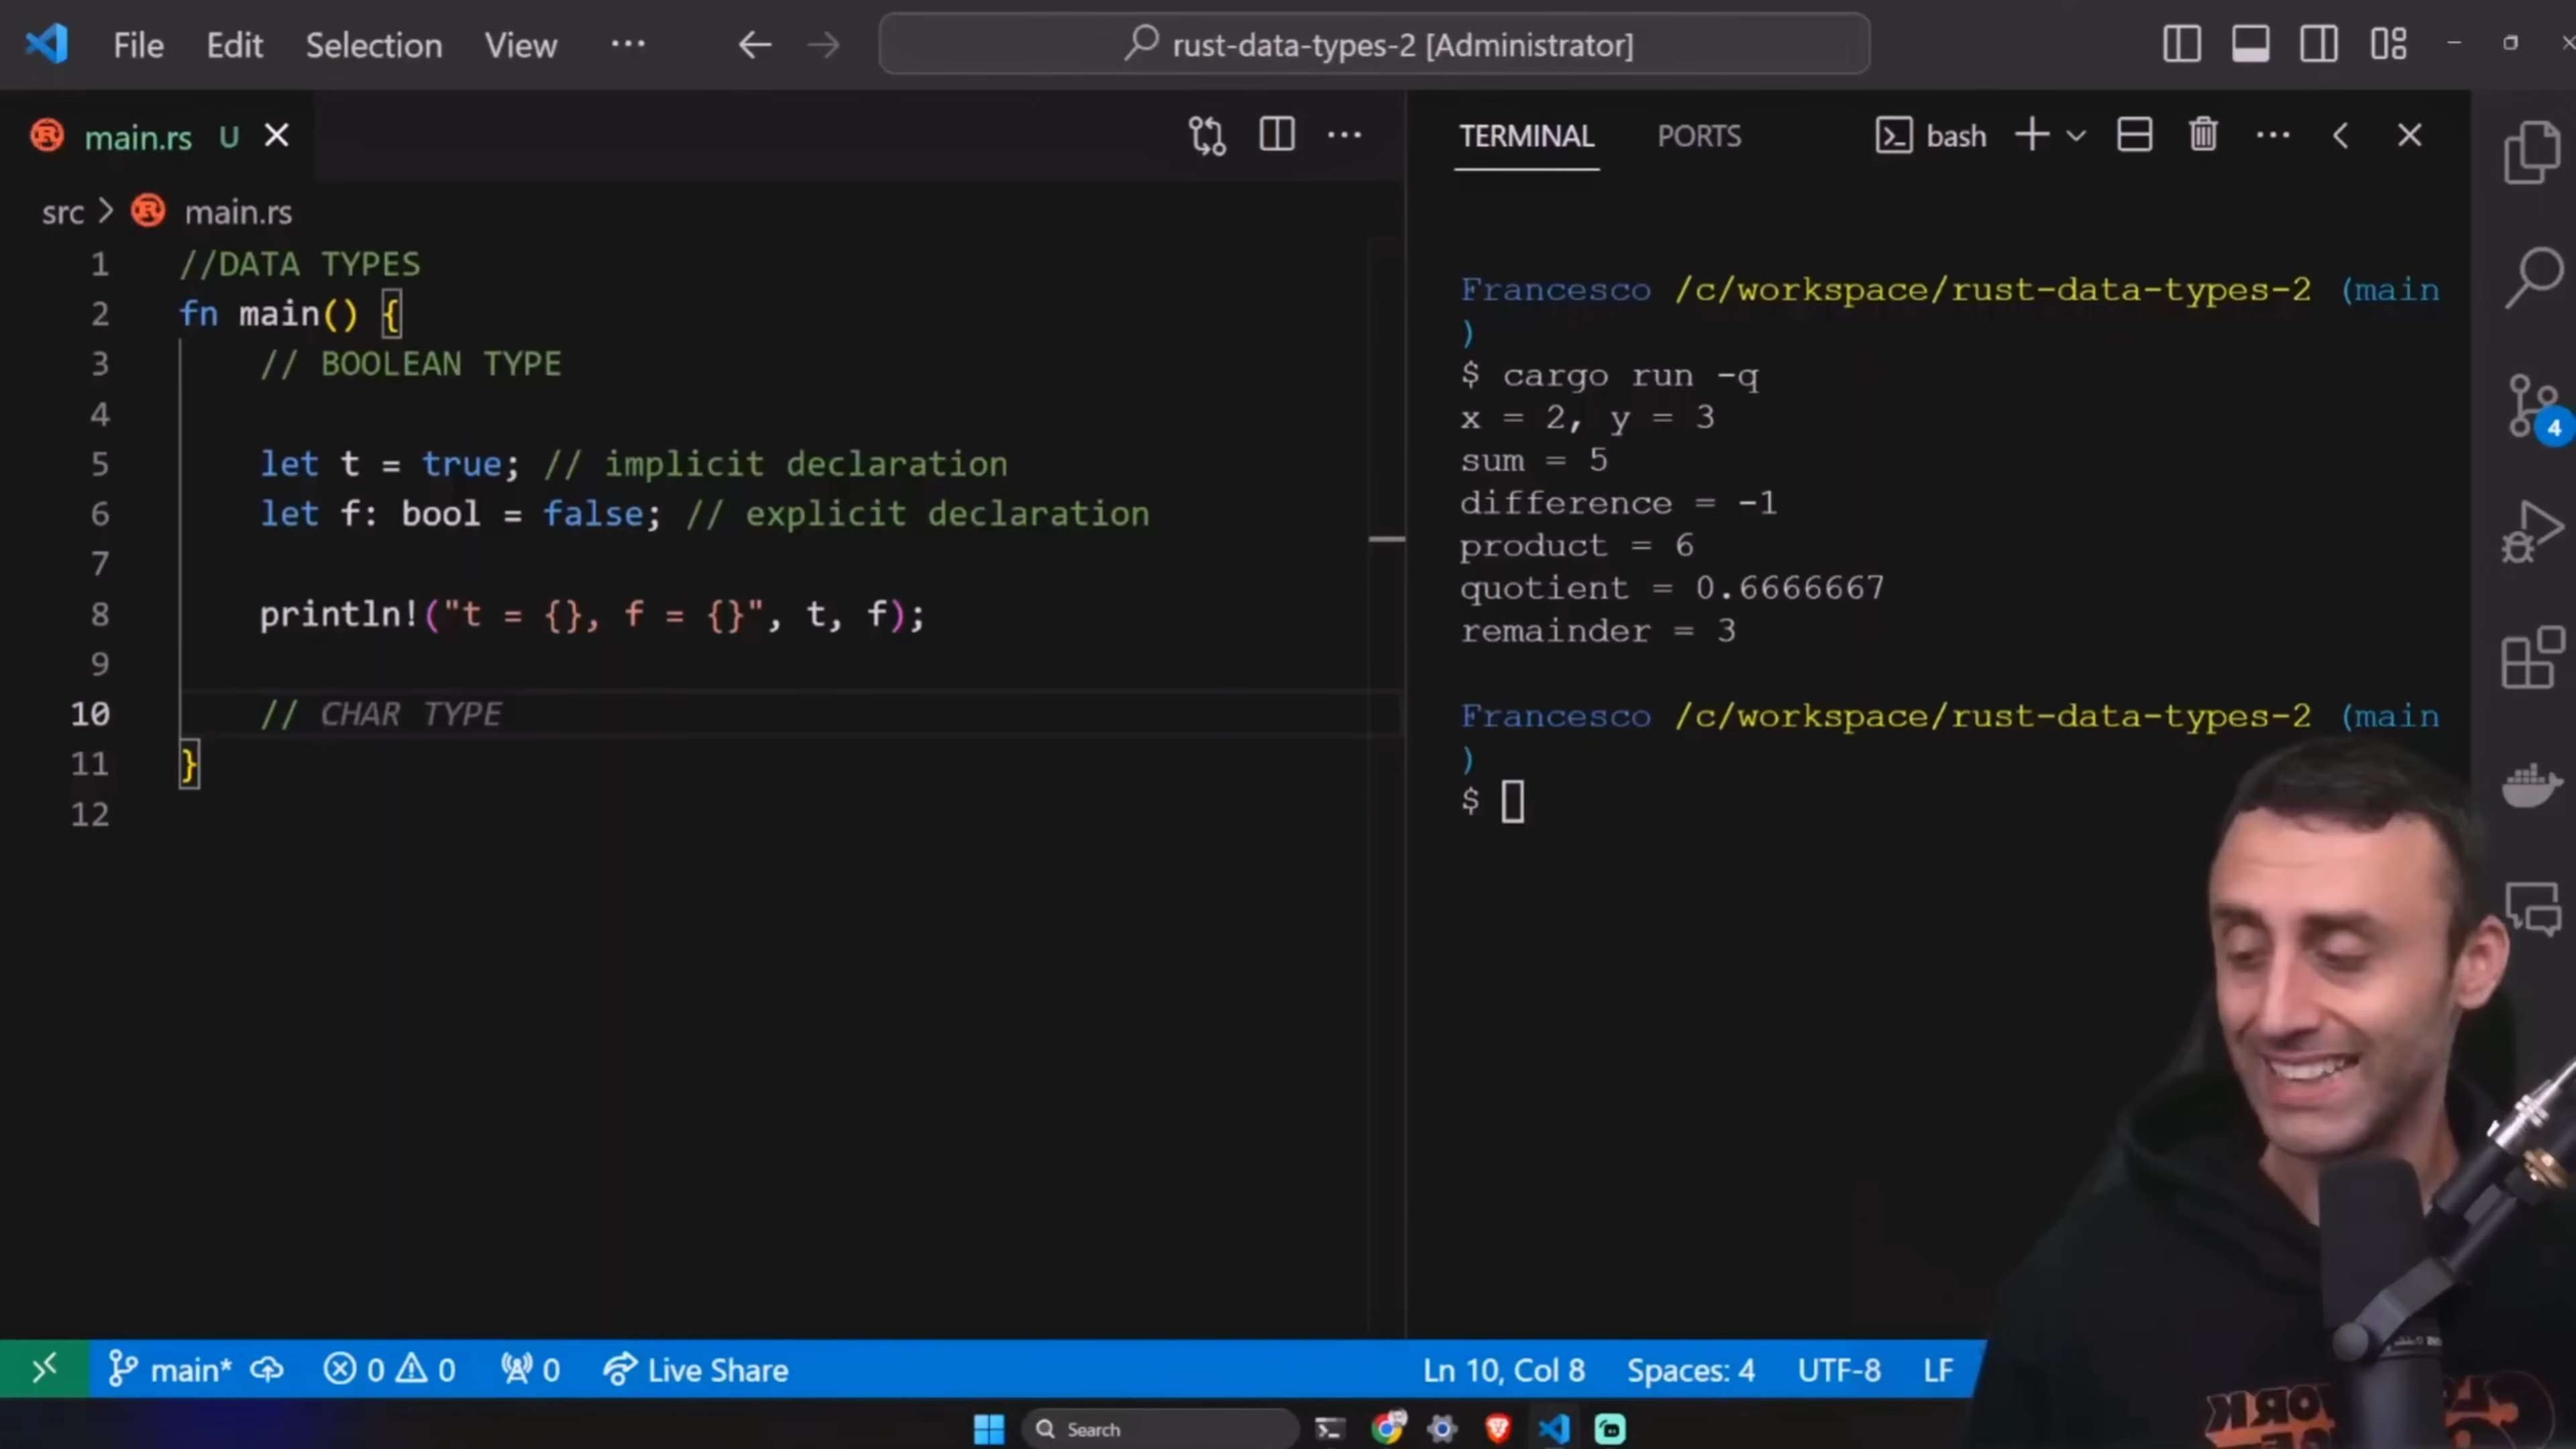 File Edit Selection View ··· rust-data-types-2 [Administrator]
main.rs U
src > main.rs
1 //DATA TYPES
2 fn main() {
3 // BOOLEAN TYPE
4
5 let t = true; // implicit declaration
6 let f: bool = false; // explicit declaration
7
8 println!("t = {}, f = {}", t, f);
9
10 // CHAR TYPE
11 }
12
TERMINAL PORTS bash
Francesco /c/workspace/rust-data-types-2 (main
)
$ cargo run -q
x = 2, y = 3
sum = 5
difference = -1
product = 6
quotient = 0.6666667
remainder = 3
Francesco /c/workspace/rust-data-types-2 (main
)
$
4
main* 0 0 0 Live Share Ln 10, Col 8 Spaces: 4 UTF-8 LF
Search